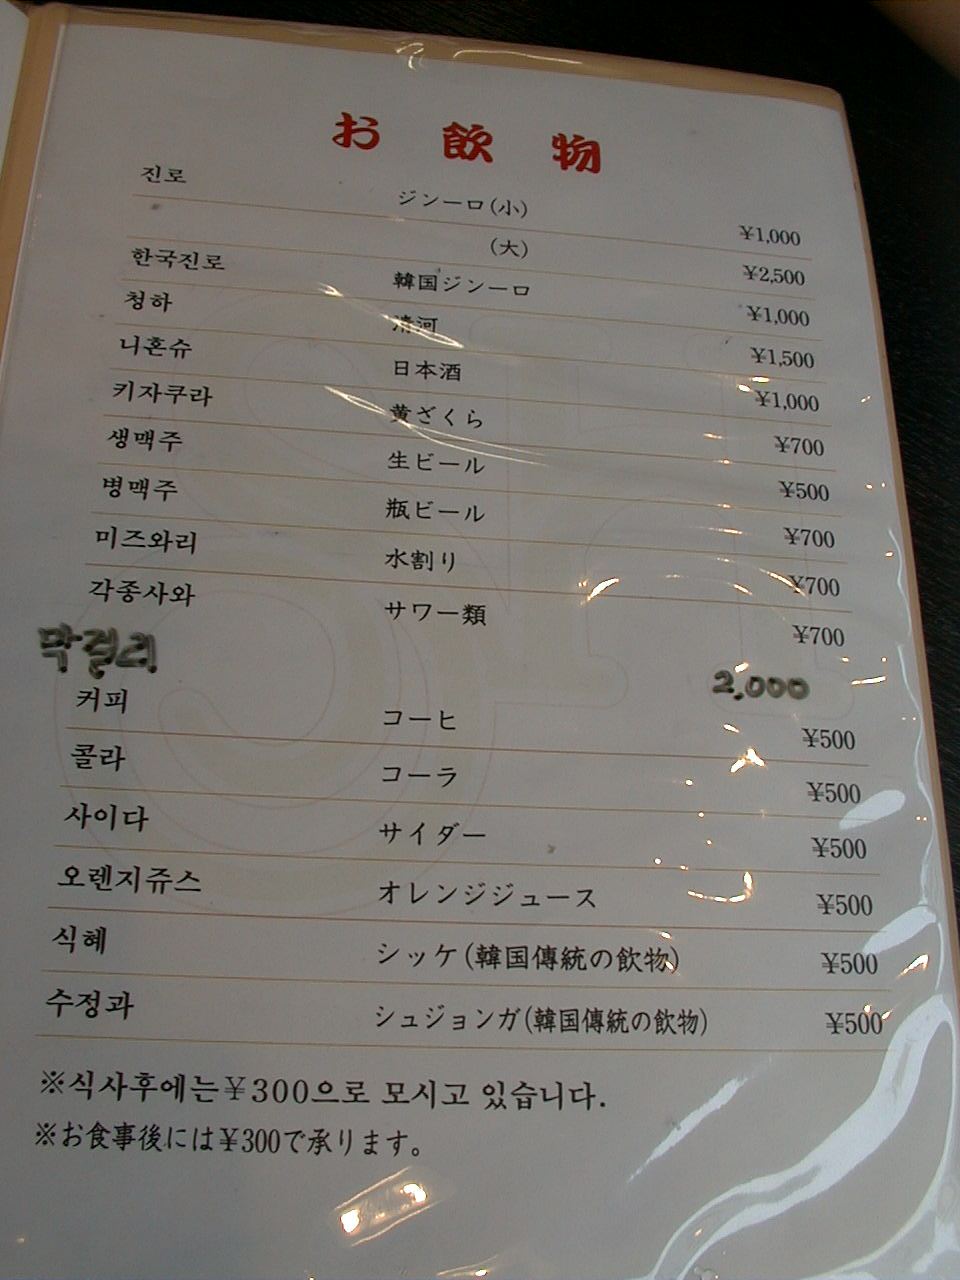 お 飲 物
진로 ジンーロ(小) ¥1,000
(大) ¥2,500
한국진로 韓国ジンーロ ¥1,000
청하 清河 ¥1,500
니혼슈 日本酒 ¥1,000
키자쿠라 黄ざくら ¥700
생맥주 生ビール ¥500
병맥주 瓶ビール ¥700
미즈와리 水割り ¥700
각종사와 サワー類 ¥700
막걸리 2,000
커피 コーヒ ¥500
콜라 コーラ ¥500
사이다 サイダー ¥500
오렌지쥬스 オレンジジュース ¥500
식혜 シッケ(韓国傳統の飲物) ¥500
수정과 シュジョンガ(韓国傳統の飲物) ¥500
※식사후에는¥300으로 모시고 있습니다.
※お食事後には¥300で承ります。